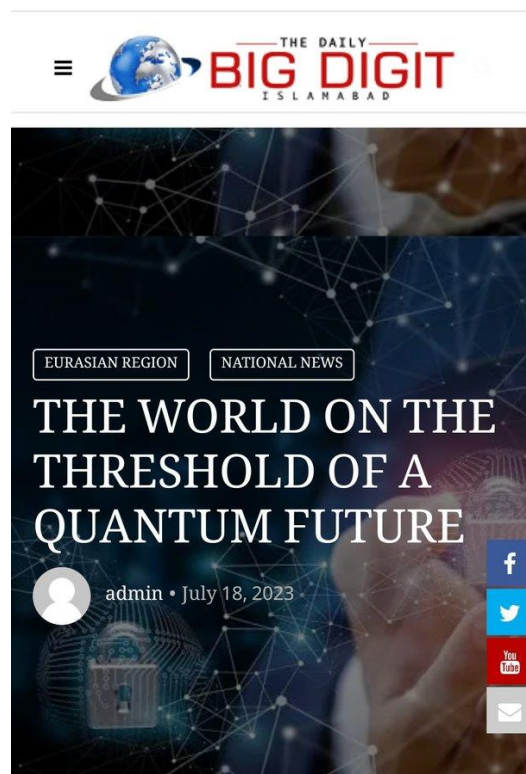 THE DAILY
BIG DIGIT
ISLAMABAD
EURASIAN REGION
NATIONAL NEWS
THE WORLD ON THE
THRESHOLD OF A
QUANTUM FUTURE
admin • July 18, 2023
You
Tube